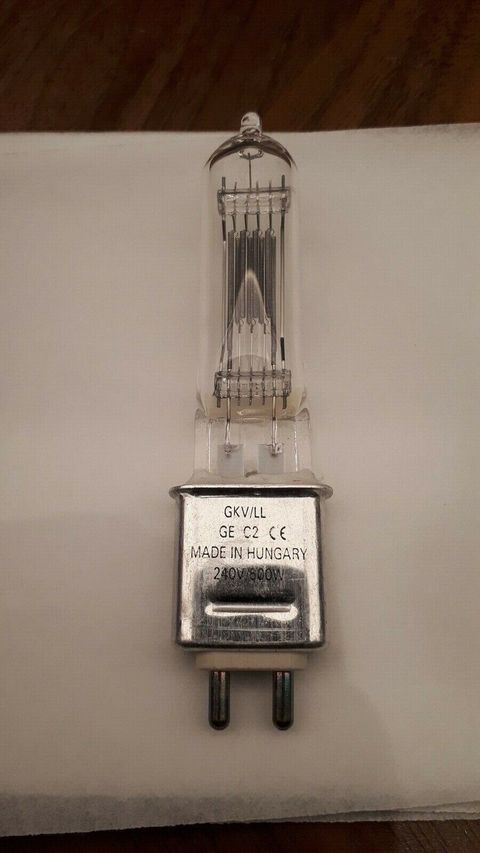 GKV/LL
GE C2 CE
MADE IN HUNGARY
240V/600W